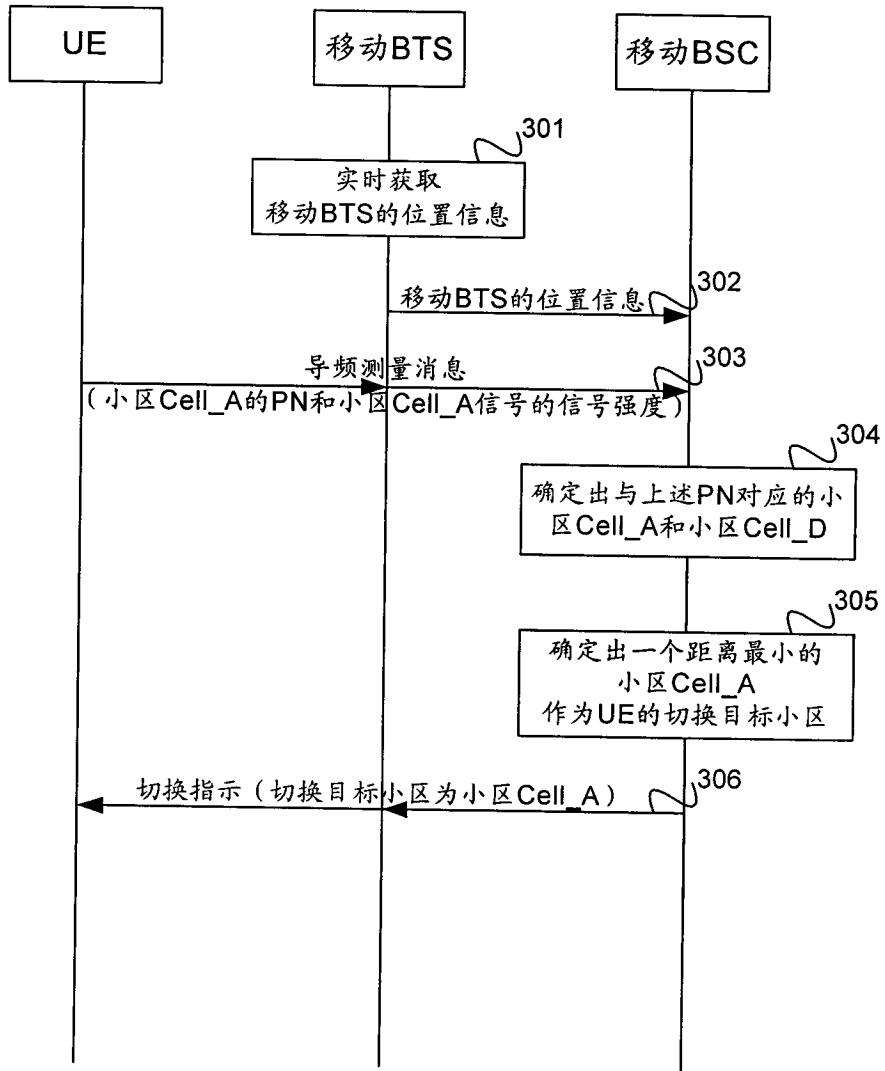 UE
移动BTS
移动BSC
301
实时获取
移动BTS的位置信息
移动BTS的位置信息
302
导频测量消息
303
（小区Cell_A的PN和小区Cell_A信号的信号强度）
304
确定出与上述PN对应的小
区Cell_A和小区Cell_D
305
确定出一个距离最小的
小区Cell_A
作为UE的切换目标小区
切换指示（切换目标小区为小区Cell_A）
306